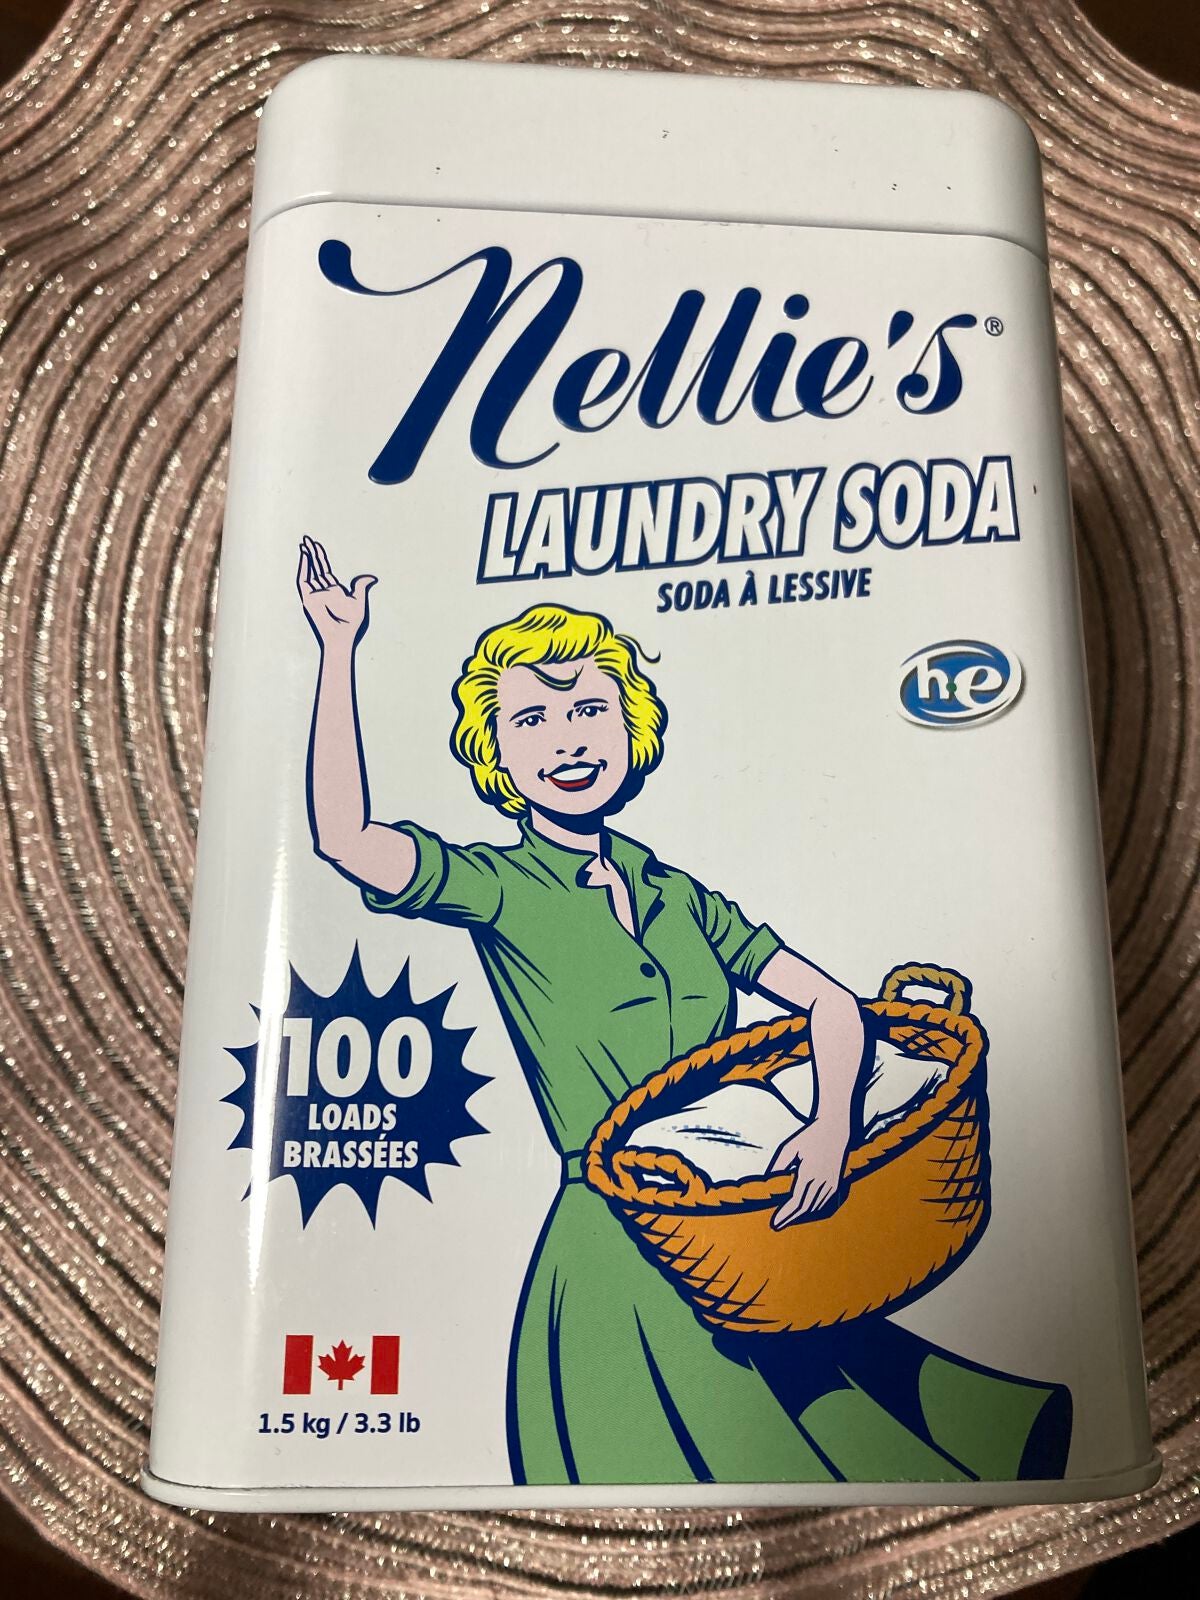 Nellie's®
LAUNDRY SODA
SODA À LESSIVE
he
100
LOADS
BRASSÉES
1.5 kg / 3.3 lb